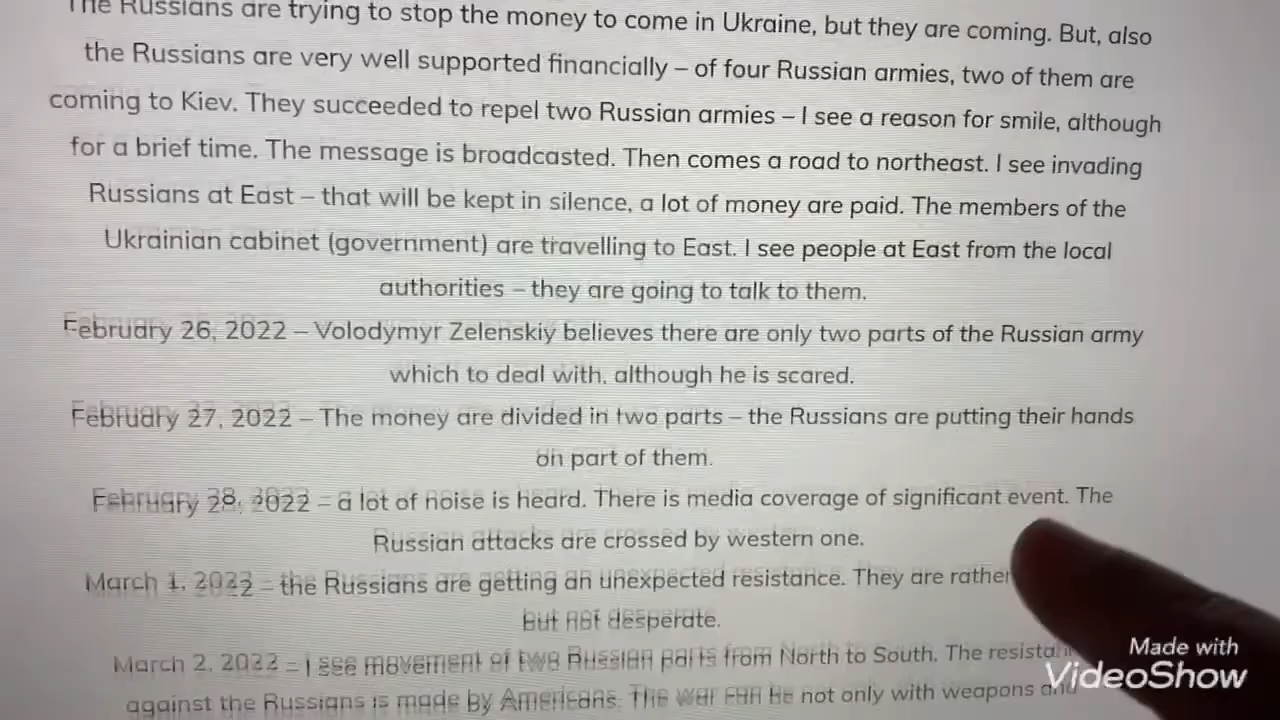 The Russians are trying to stop the money to come in Ukraine, but they are coming. But, also
the Russians are very well supported financially – of four Russian armies, two of them are
coming to Kiev. They succeeded to repel two Russian armies – I see a reason for smile, although
for a brief time. The message is broadcasted. Then comes a road to northeast. I see invading
Russians at East – that will be kept in silence, a lot of money are paid. The members of the
Ukrainian cabinet (government) are travelling to East. I see people at East from the local
authorities – they are going to talk to them.
February 26, 2022 – Volodymyr Zelenskiy believes there are only two parts of the Russian army
which to deal with, although he is scared.
February 27, 2022 – The money are divided in two parts – the Russians are putting their hands
on part of them.
February 28, 2022 – a lot of noise is heard. There is media coverage of significant event. The
Russian attacks are crossed by western one.
March 1, 2022 – the Russians are getting an unexpected resistance. They are rather
but not desperate.
March 2, 2022 – I see movement of two Russian parts from North to South. The
against the Russians is made by Americans. The war can be not only with weapons and
Made with
VideoShow